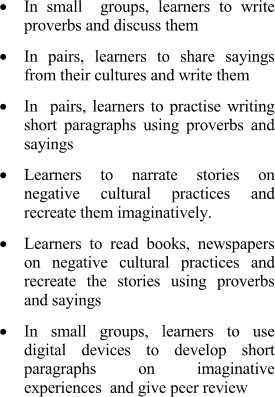 • In small groups, learners to write
proverbs and discuss them
• In pairs, learners to share sayings
from their cultures and write them
• In pairs, learners to practise writing
short paragraphs using proverbs and
sayings
• Learners to narrate stories on
negative cultural practices and
recreate them imaginatively.
• Learners to read books, newspapers
on negative cultural practices and
recreate the stories using proverbs
and sayings
• In small groups, learners to use
digital devices to develop short
paragraphs on imaginative
experiences and give peer review